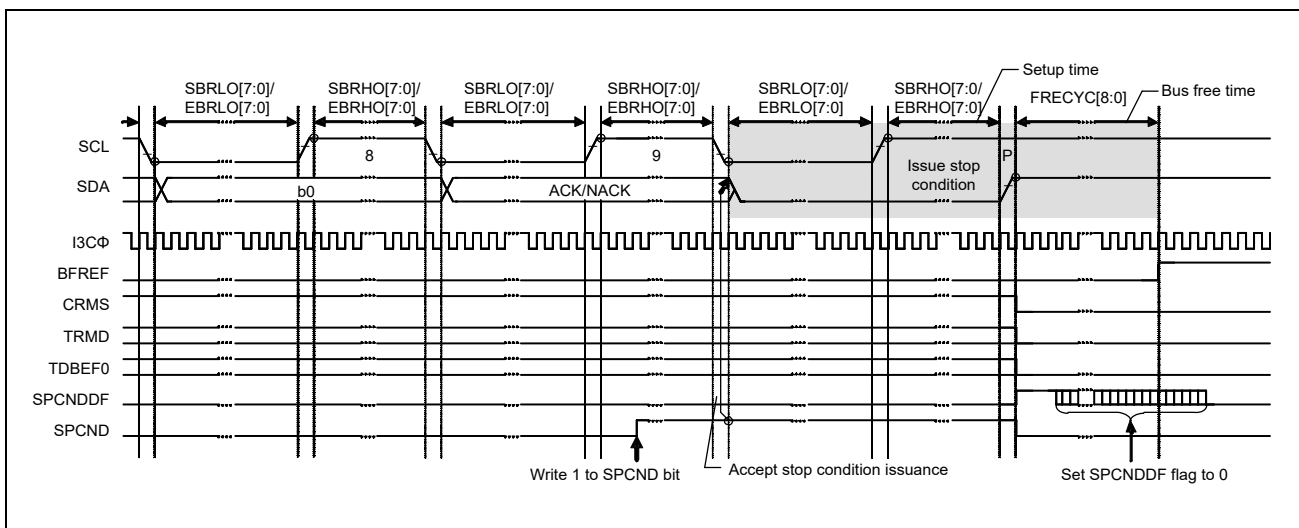 Setup time
SBRLO[7:0]/
EBRLO[7:0]
SBRHO[7:0]/
EBRHO[7:0]
SBRLO[7:0]/
EBRLO[7:0]
SBRHO[7:0]/
EBRHO[7:0]
SBRLO[7:0]/
EBRLO[7:0]
SBRHO[7:0]/
EBRHO[7:0]
FRECYC[8:0]
Bus free time
SCL
8
9
Issue stop
condition
P
SDA
b0
ACK/NACK
I3CΦ
BFREF
CRMS
TRMD
TDBEF0
SPCNDDF
SPCND
Write 1 to SPCND bit
Accept stop condition issuance
Set SPCNDDF flag to 0